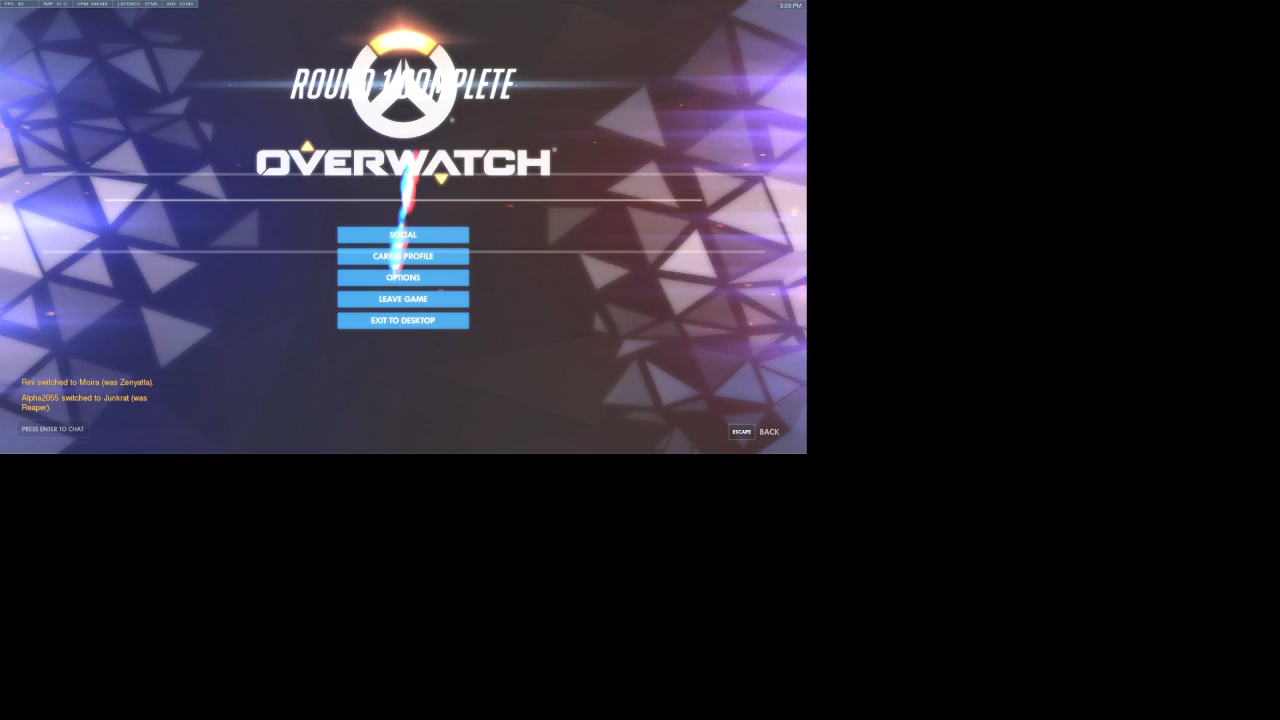 3:09 PM
ROUND 1 COMPLETE
OVERWATCH
SOCIAL
CAREER PROFILE
OPTIONS
LEAVE GAME
EXIT TO DESKTOP
Rini switched to Moira (was Zenyatta).
Alpha2055 switched to Junkrat (was
Reaper).
PRESS ENTER TO CHAT
ESCAPE BACK